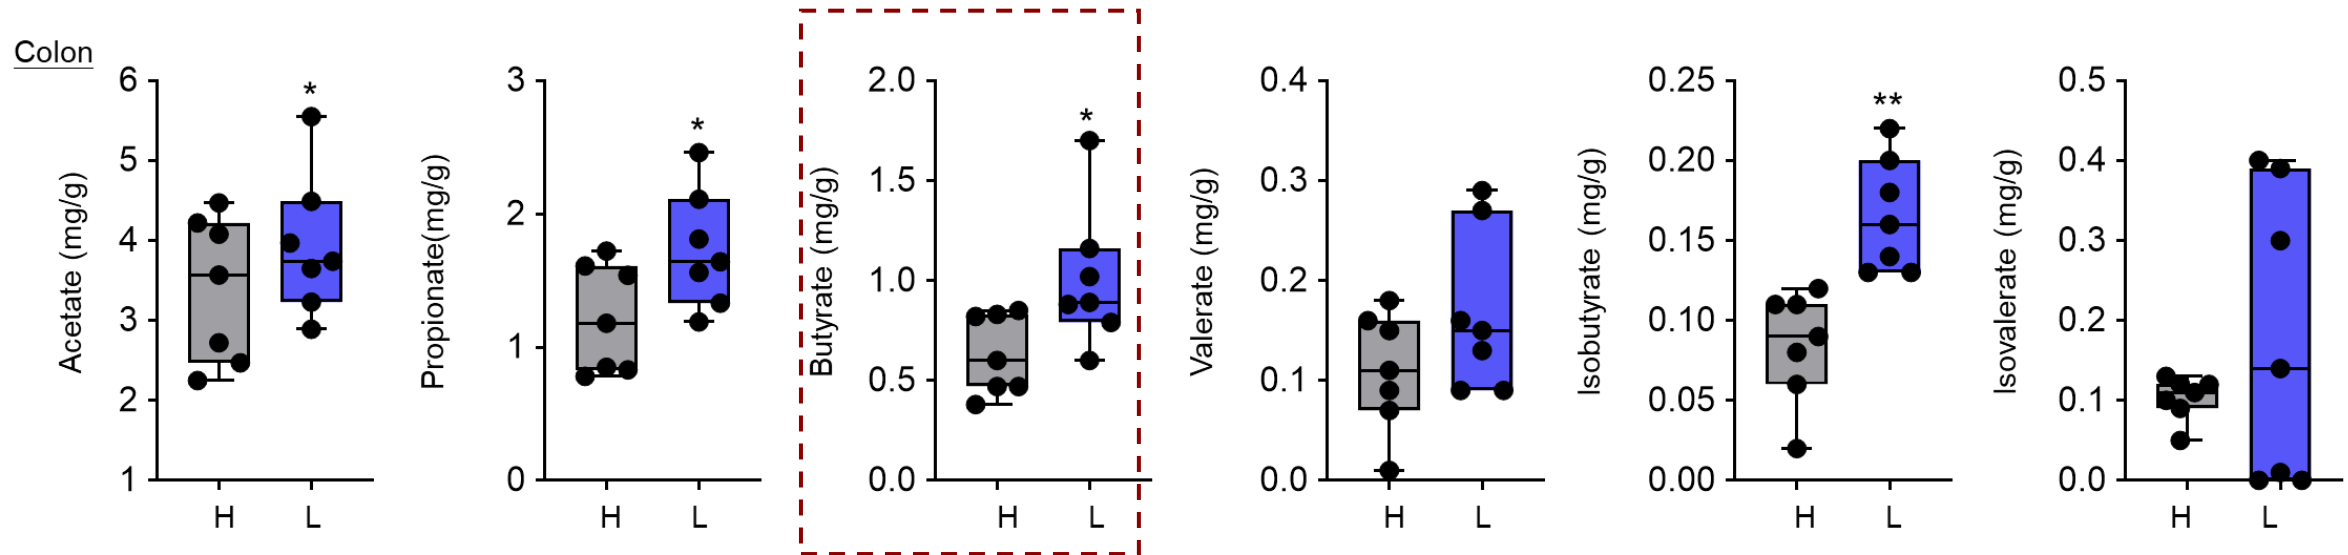 Colon
Acetate (mg/g)
6
5
4
3
2
1
*
H
L
Propionate(mg/g)
3
2
1
0
*
H
L
Butyrate (mg/g)
2.0
1.5
1.0
0.5
0.0
*
H
L
Valerate (mg/g)
0.4
0.3
0.2
0.1
0.0
H
L
Isobutyrate (mg/g)
0.25
0.20
0.15
0.10
0.05
0.00
**
H
L
Isovalerate (mg/g)
0.5
0.4
0.3
0.2
0.1
0.0
H
L